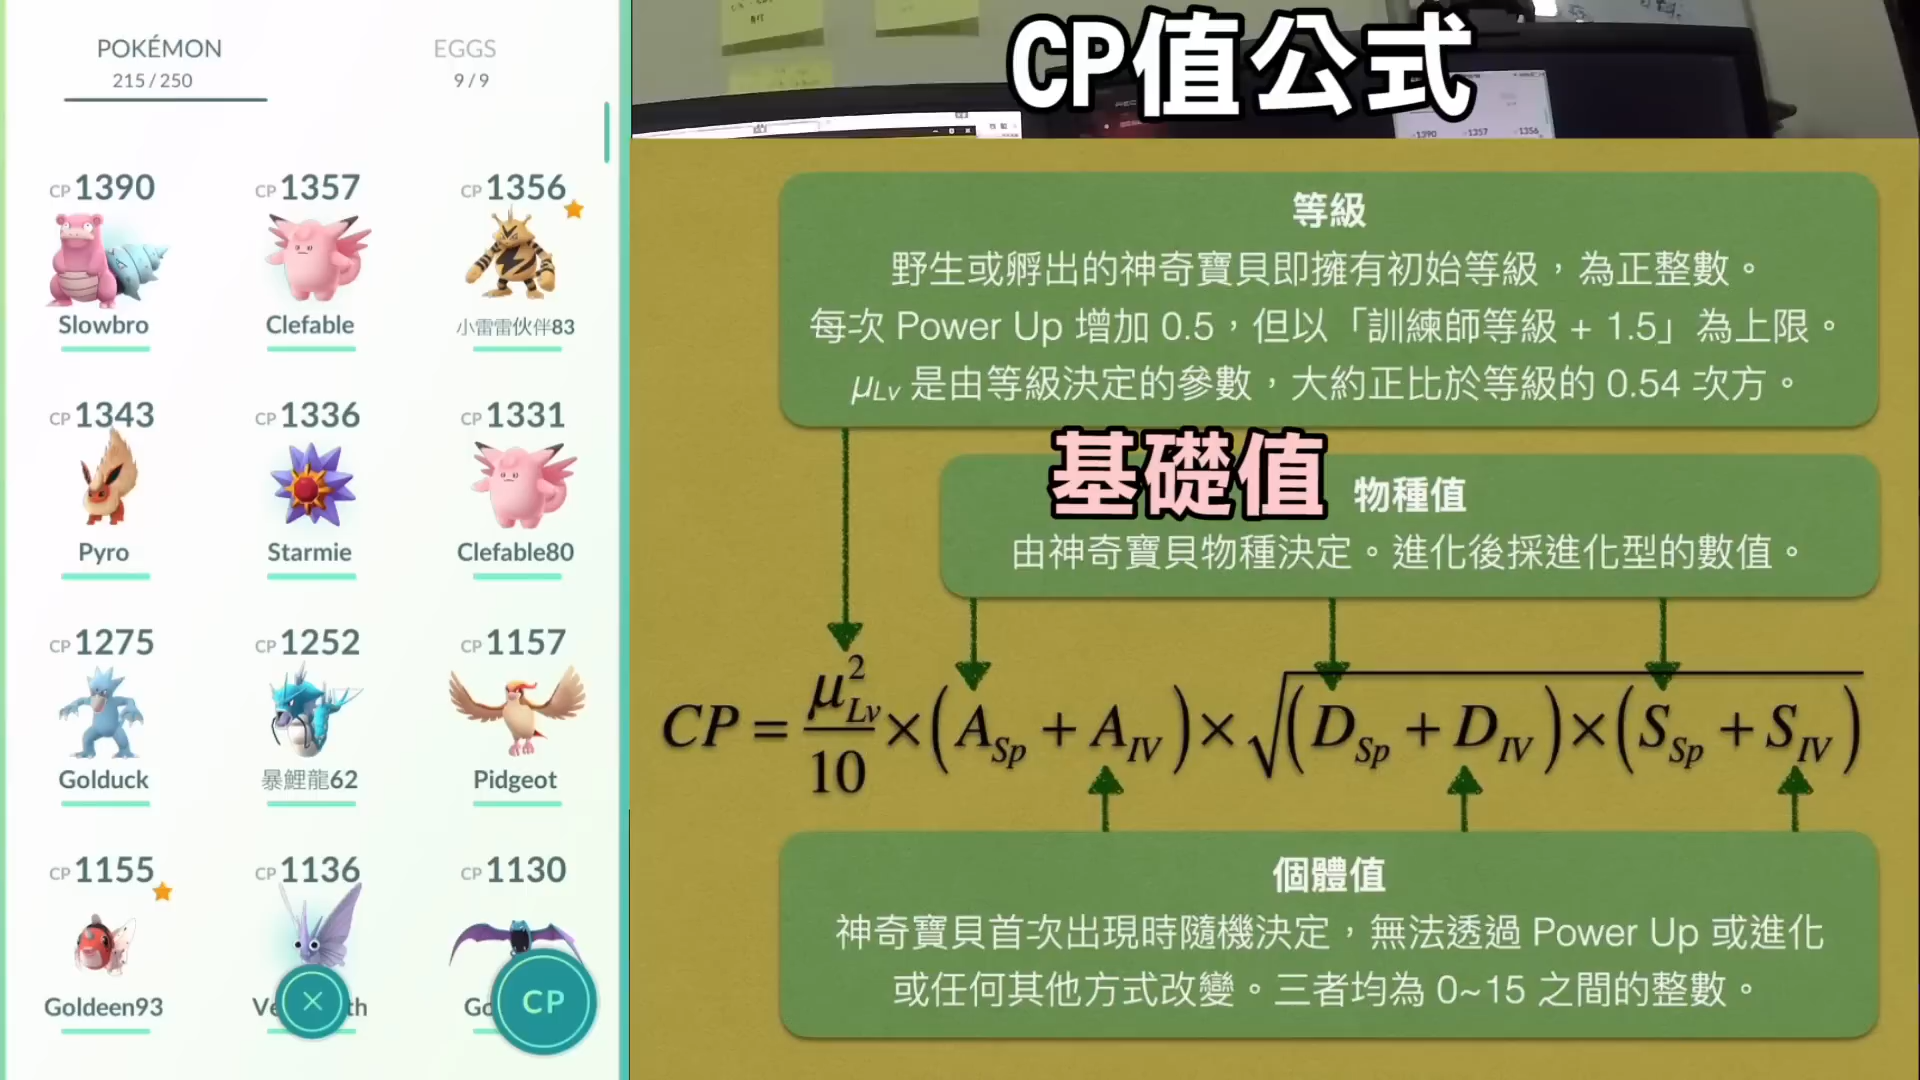 POKÉMON
215 / 250
EGGS
9 / 9
CP 1390
CP 1357
CP 1356
Slowbro
Clefable
小雷雷伙伴83
CP 1343
CP 1336
CP 1331
Pyro
Starmie
Clefable80
CP 1275
CP 1252
CP 1157
Golduck
暴鯉龍62
Pidgeot
CP 1155
CP 1136
CP 1130
Goldeen93
CP
CP值公式
1390
1357
1356
等級
野生或孵出的神奇寶貝即擁有初始等級，為正整數。
每次 Power Up 增加 0.5，但以「訓練師等級 + 1.5」為上限。
μLv 是由等級決定的參數，大約正比於等級的 0.54 次方。
基礎值
物種值
由神奇寶貝物種決定。進化後採進化型的數值。
CP = μ²Lv / 10 × (ASp + AIV) × √(DSp + DIV) × (SSp + SIV)
個體值
神奇寶貝首次出現時隨機決定，無法透過 Power Up 或進化
或任何其他方式改變。三者均為 0~15 之間的整數。